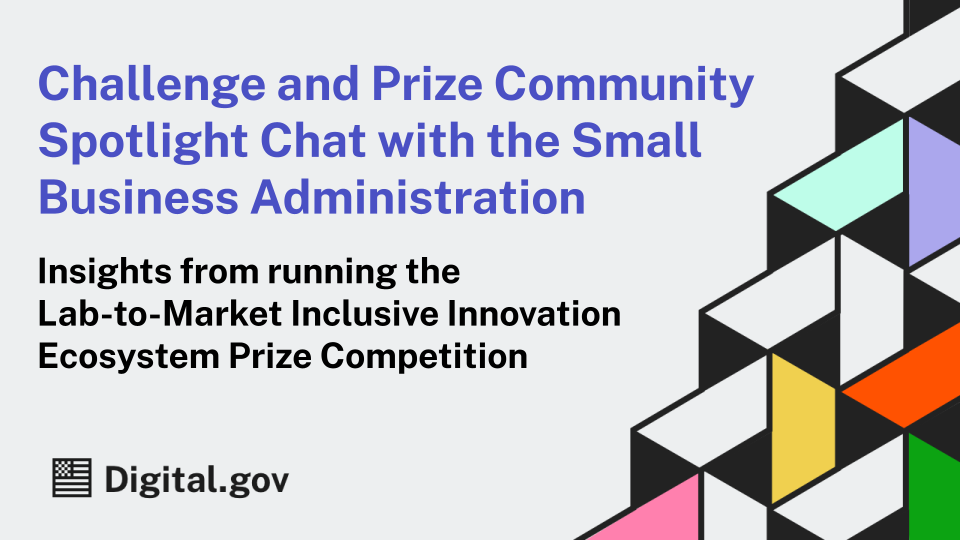 Challenge and Prize Community
Spotlight Chat with the Small
Business Administration
Insights from running the
Lab-to-Market Inclusive Innovation
Ecosystem Prize Competition
Digital.gov